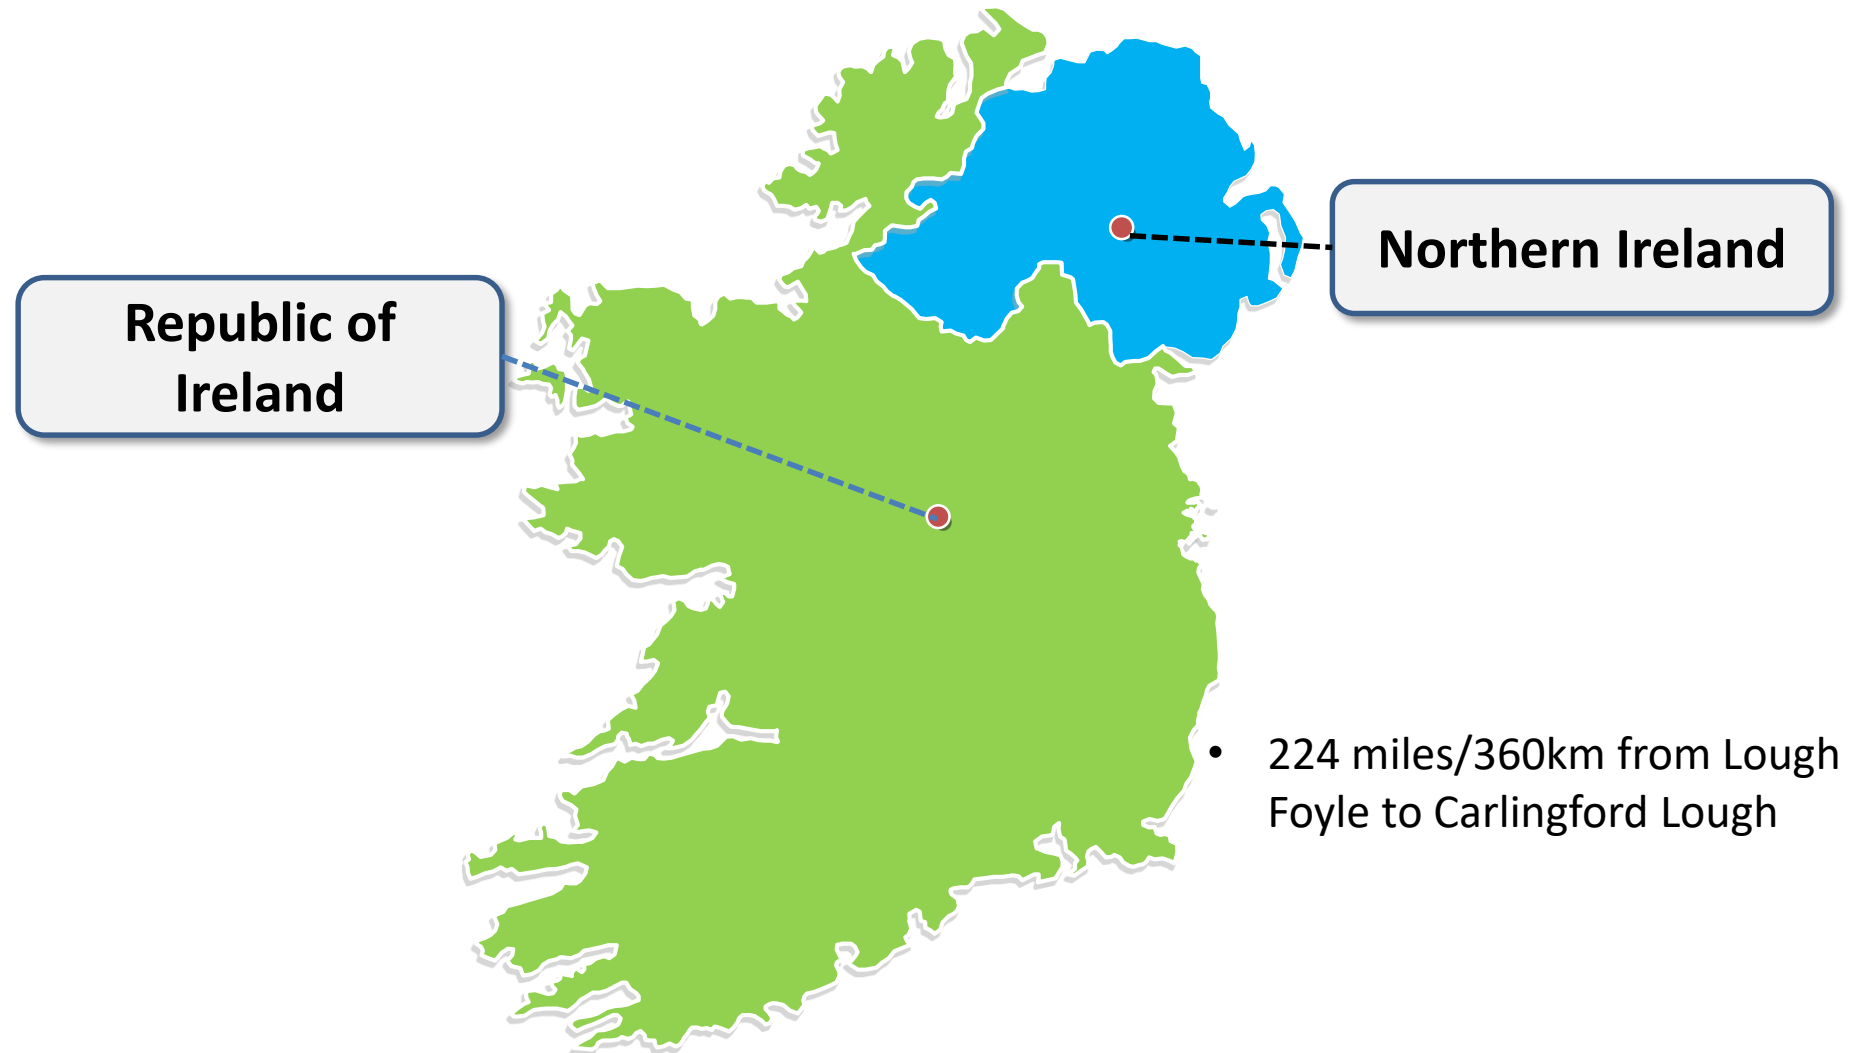 Northern Ireland
Republic of
Ireland
• 224 miles/360km from Lough
Foyle to Carlingford Lough